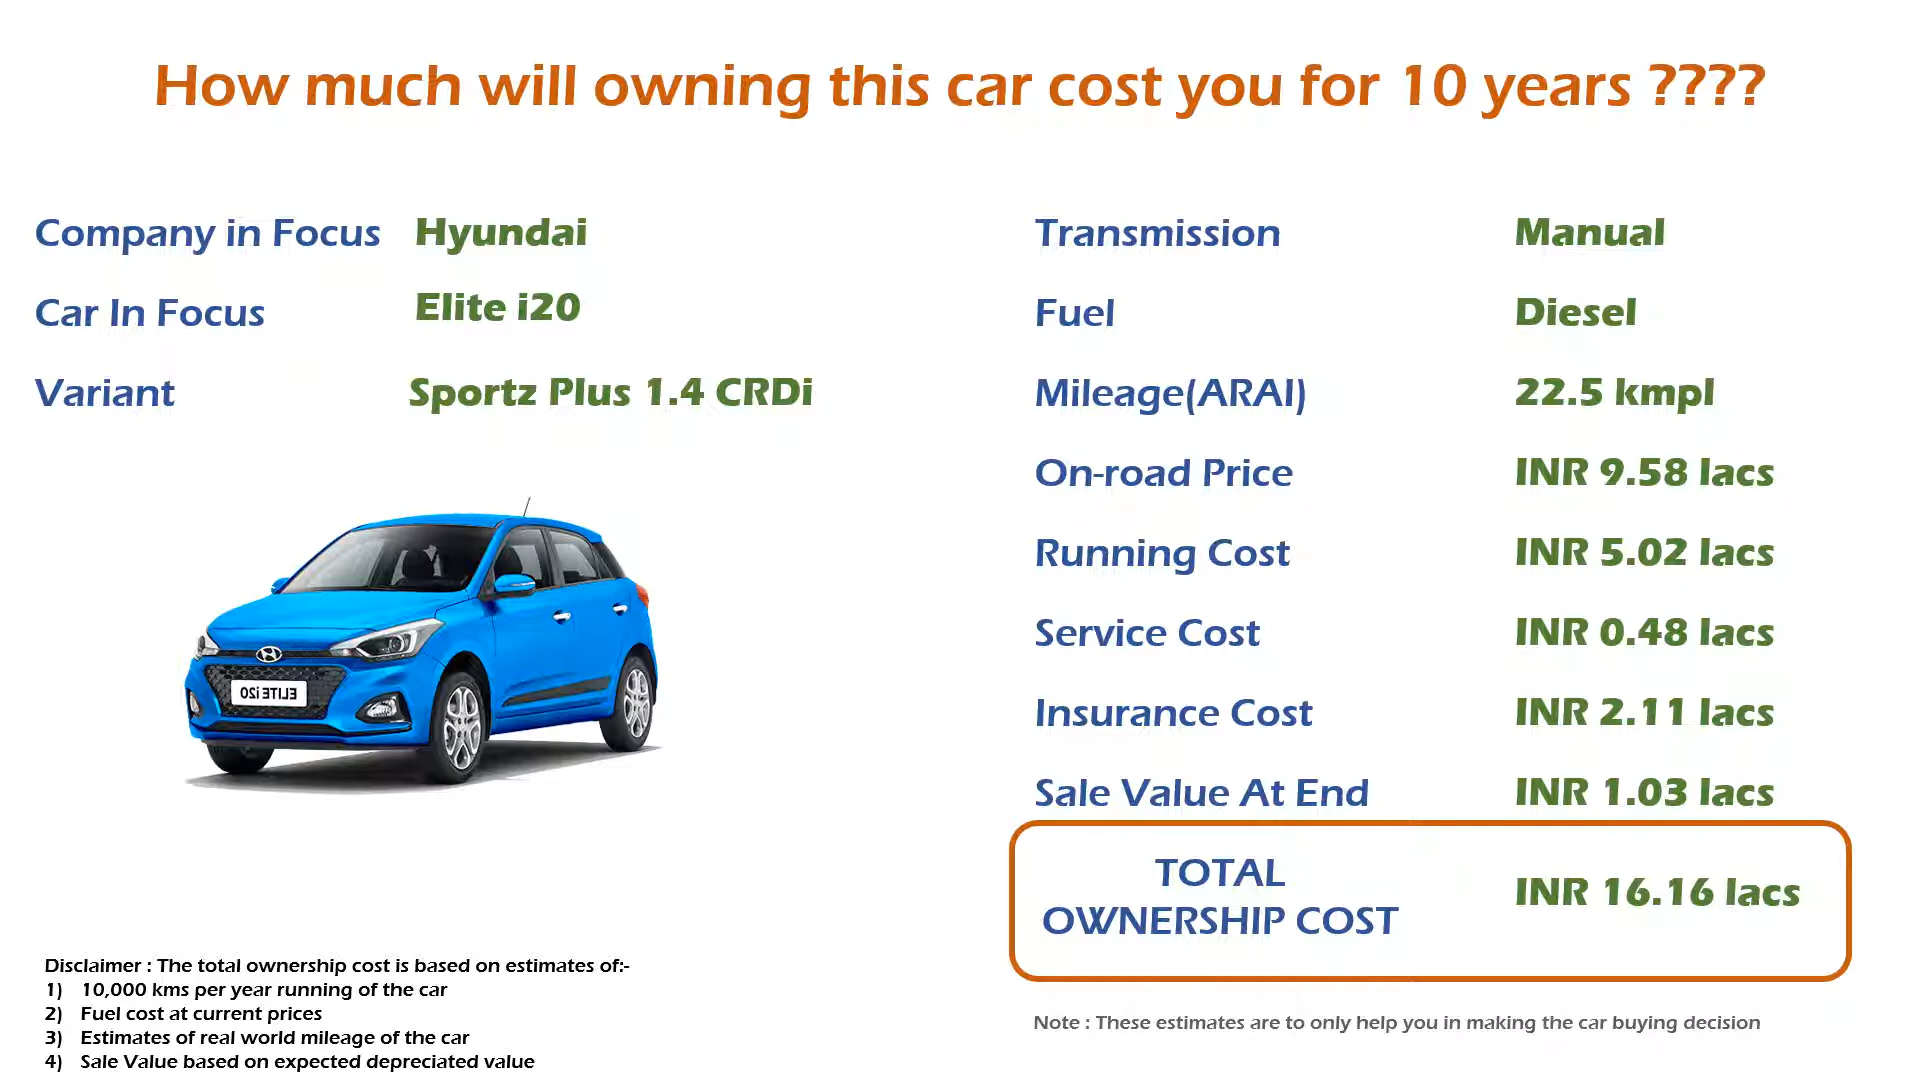 How much will owning this car cost you for 10 years ????
Company in Focus Hyundai
Car In Focus Elite i20
Variant Sportz Plus 1.4 CRDi
ELITE i20
Transmission Manual
Fuel Diesel
Mileage(ARAI) 22.5 kmpl
On-road Price INR 9.58 lacs
Running Cost INR 5.02 lacs
Service Cost INR 0.48 lacs
Insurance Cost INR 2.11 lacs
Sale Value At End INR 1.03 lacs
TOTAL
OWNERSHIP COST INR 16.16 lacs
Disclaimer : The total ownership cost is based on estimates of:-
1) 10,000 kms per year running of the car
2) Fuel cost at current prices
3) Estimates of real world mileage of the car
4) Sale Value based on expected depreciated value
Note : These estimates are to only help you in making the car buying decision